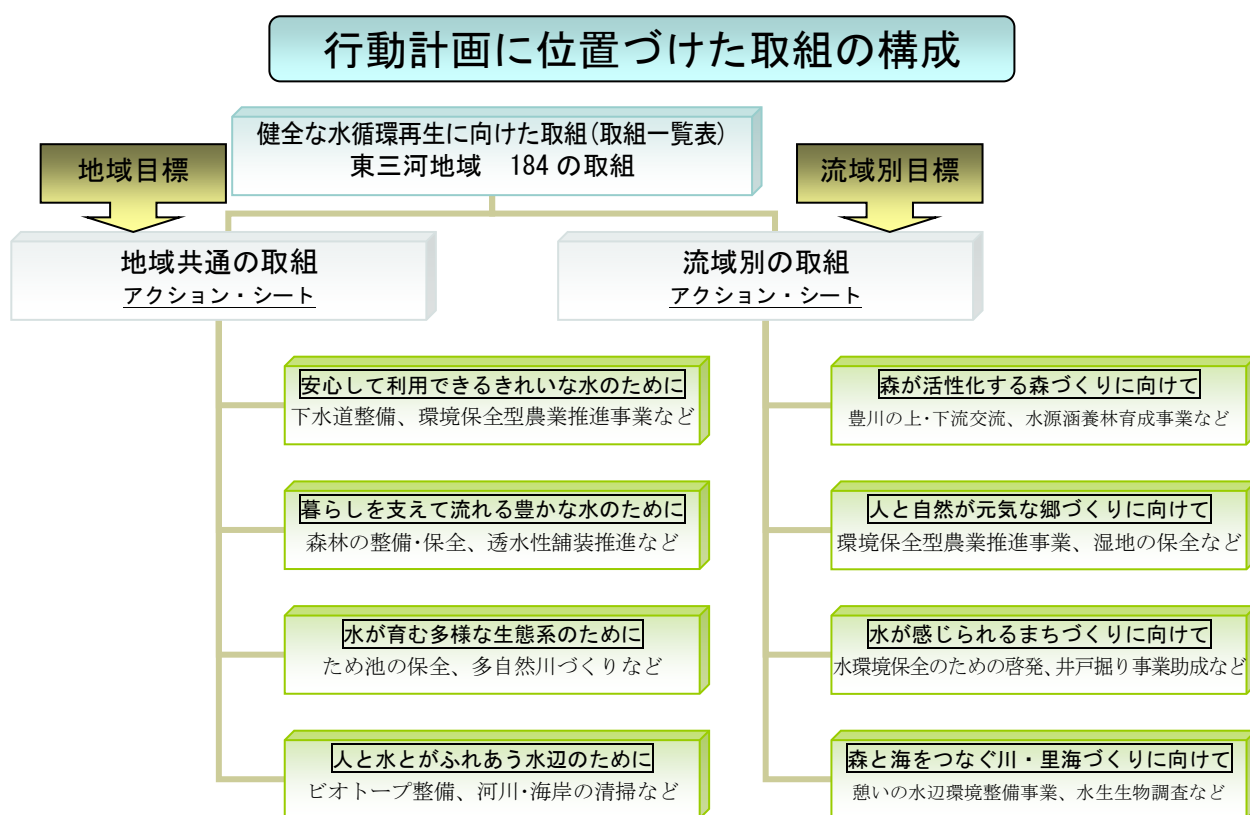 行動計画に位置づけた取組の構成
健全な水循環再生に向けた取組(取組一覧表)
東三河地域 184の取組
地域目標
流域別目標
地域共通の取組
アクション・シート
流域別の取組
アクション・シート
安心して利用できるきれいな水のために
下水道整備、環境保全型農業推進事業など
暮らしを支えて流れる豊かな水のために
森林の整備・保全、透水性舗装推進など
水が育む多様な生態系のために
ため池の保全、多自然川づくりなど
人と水とがふれあう水辺のために
ビオトープ整備、河川・海岸の清掃など
森が活性化する森づくりに向けて
豊川の上・下流交流、水源涵養林育成事業など
人と自然が元気な郷づくりに向けて
環境保全型農業推進事業、湿地の保全など
水が感じられるまちづくりに向けて
水環境保全のための啓発、井戸掘り事業助成など
森と海をつなぐ川・里海づくりに向けて
憩いの水辺環境整備事業、水生生物調査など